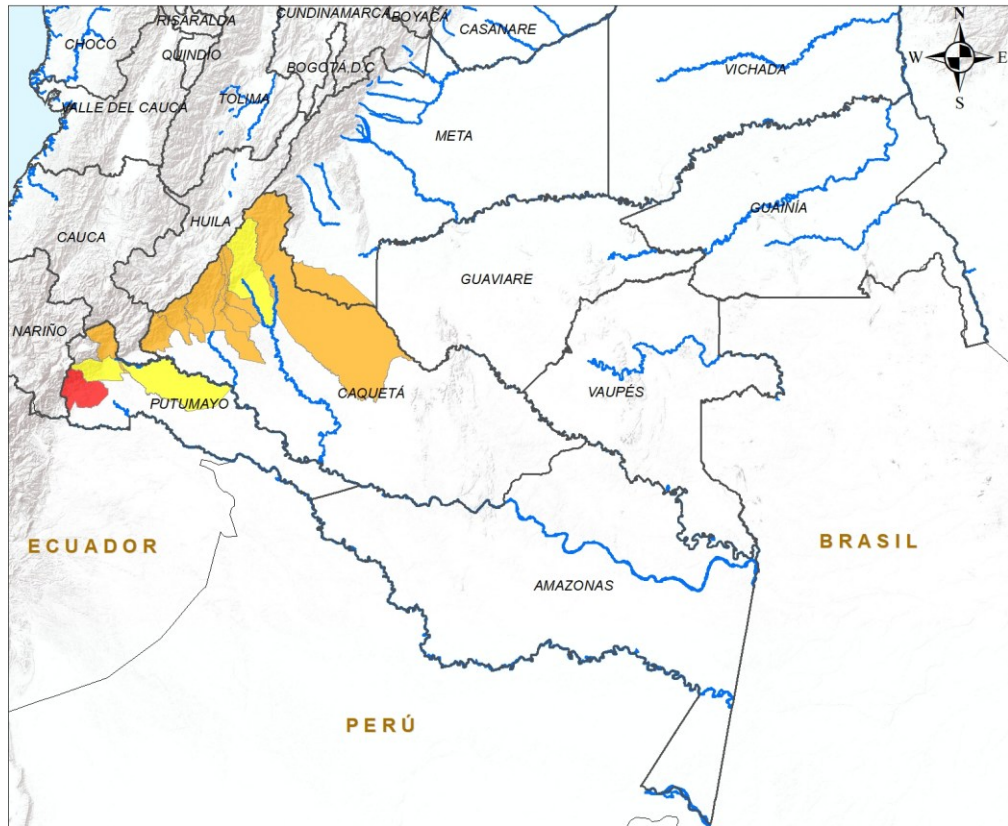 RISARALDA
CUNDINAMARCA
BOYACÁ
CASANARE
N
CHOCÓ
QUINDIO
BOGOTÁ D.C
VICHADA
W
E
S
VALLE DEL CAUCA
TOLIMA
META
HUILA
GUAINÍA
CAUCA
GUAVIARE
NARIÑO
CAQUETÁ
VAUPÉS
PUTUMAYO
ECUADOR
BRASIL
AMAZONAS
PERÚ